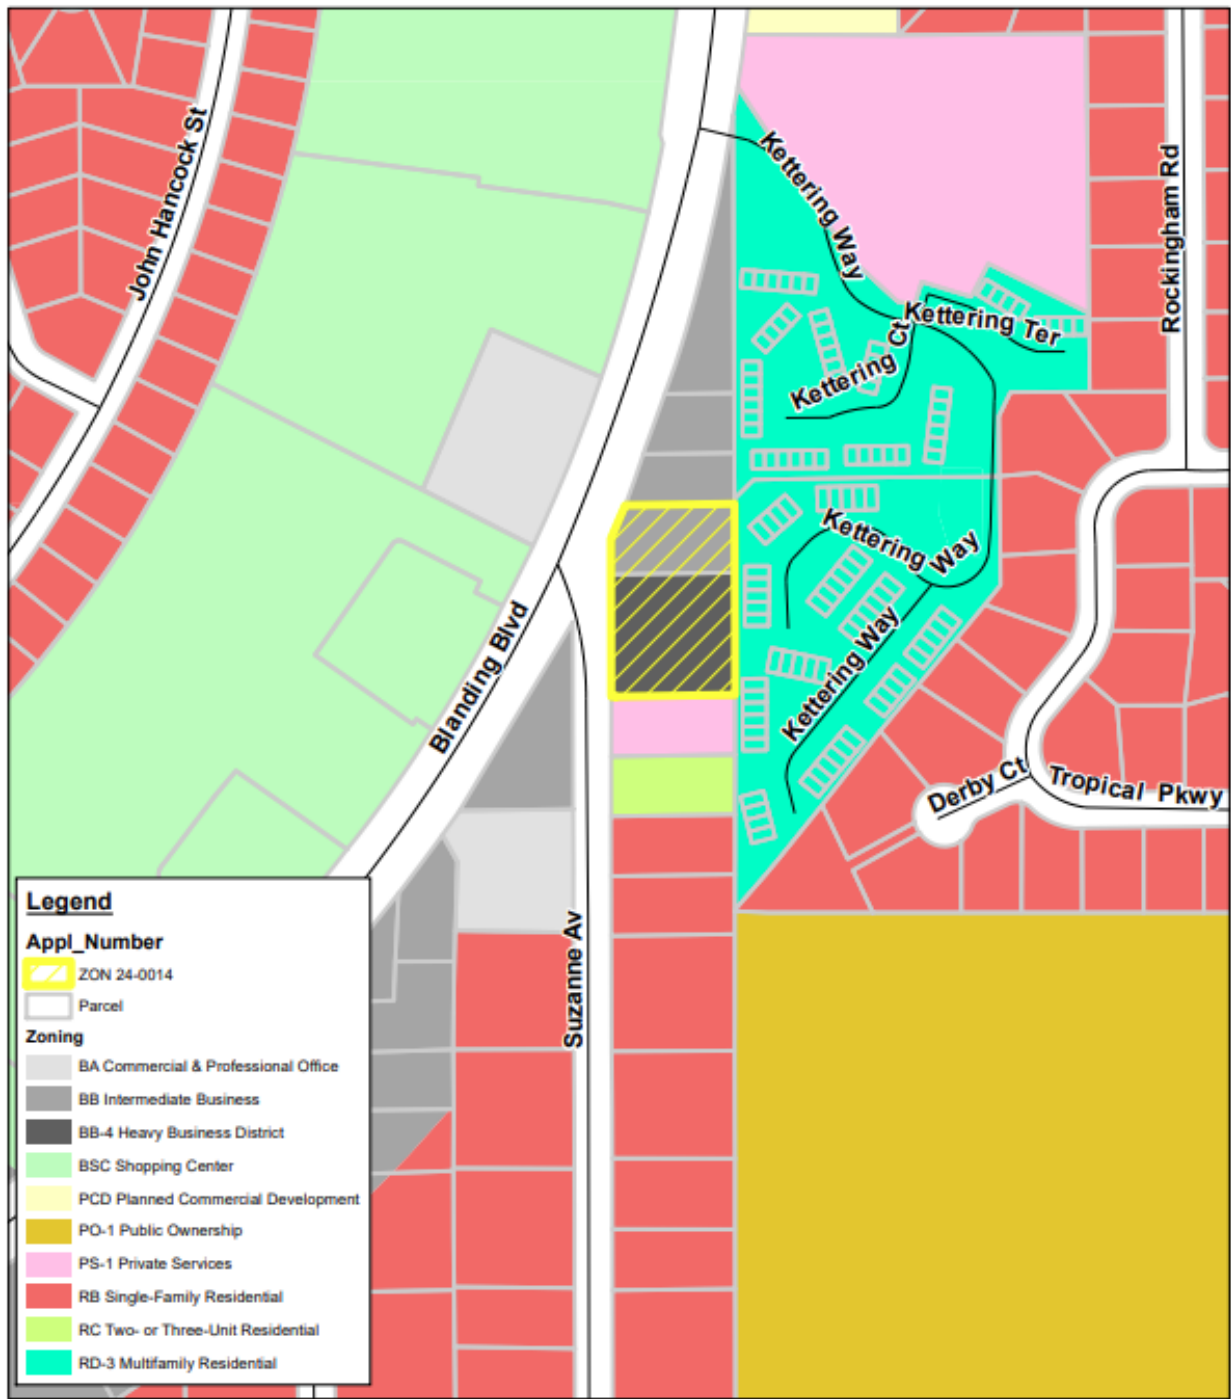 John Hancock St
Kettering Way
Rockingham Rd
Kettering Ter
Kettering Ct
Kettering Way
Kettering Way
Blanding Blvd
Derby Ct
Tropical Pkwy
Suzanne Av
Legend
Appl_Number
ZON 24-0014
Parcel
Zoning
BA Commercial & Professional Office
BB Intermediate Business
BB-4 Heavy Business District
BSC Shopping Center
PCD Planned Commercial Development
PO-1 Public Ownership
PS-1 Private Services
RB Single-Family Residential
RC Two- or Three-Unit Residential
RD-3 Multifamily Residential